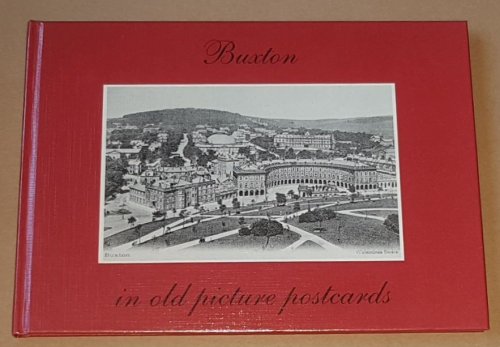 Buxton
Buxton
in old picture postcards